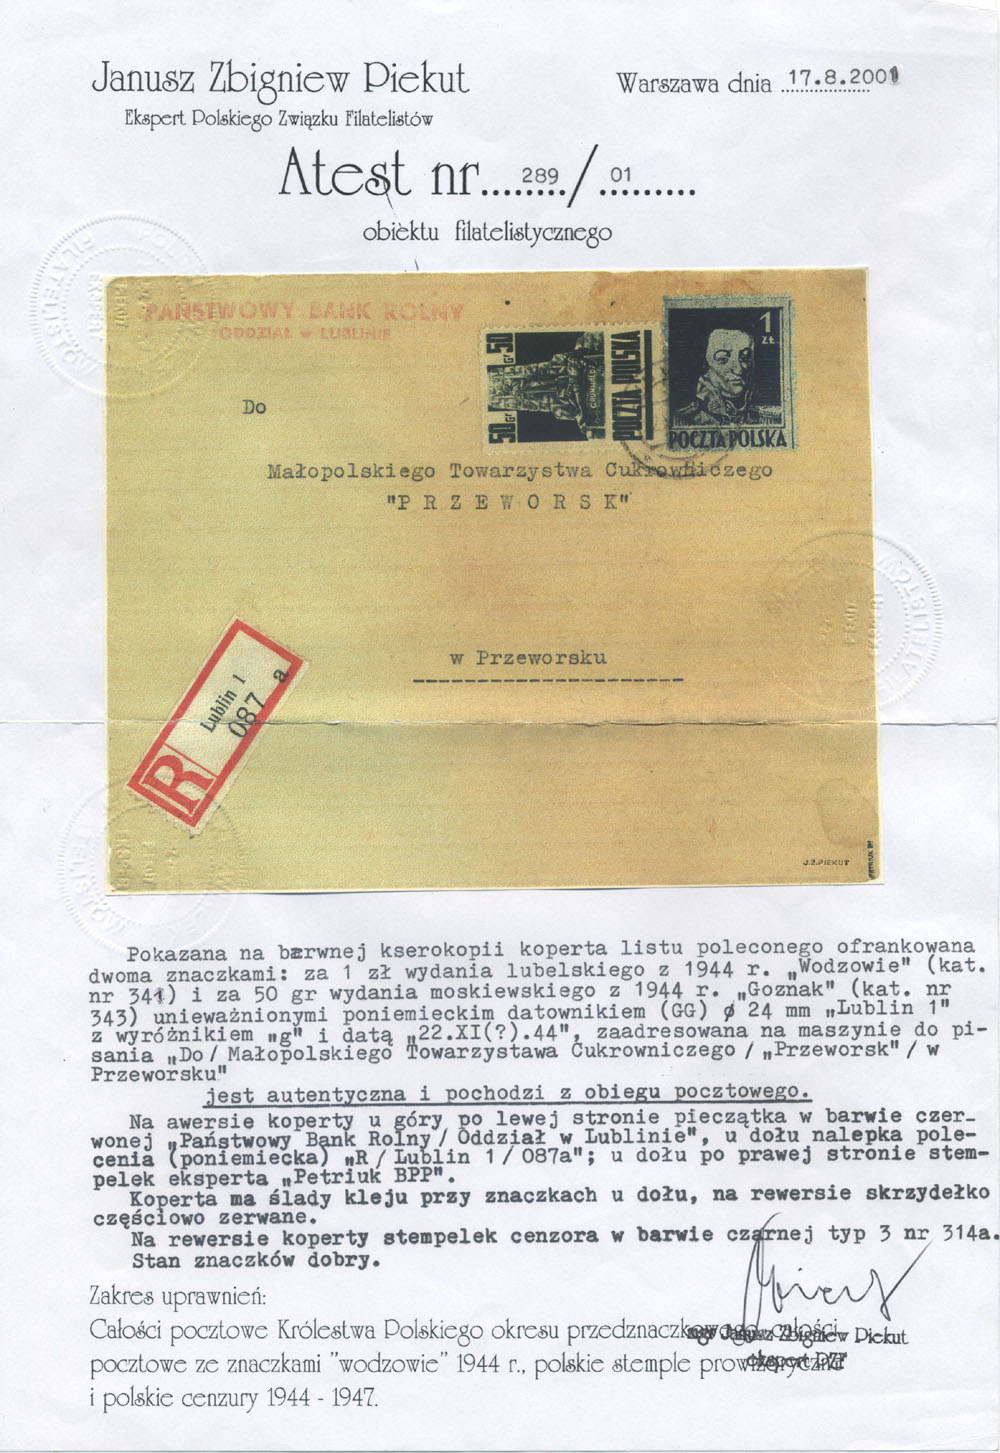 Janusz Zbigniew Piekut
Warszawa dnia 17.8.2001
Ekspert Polskiego Związku Filatelistów
Atest nr........289/..01.......
obiektu filatelistycznego
PAŃSTWOWY BANK ROLNY
ODDZIAŁ w LUBLINIE
50 Gr
50 Gr
GRUNWALD
POCZTA POLSKA
1 ZŁ
POCZTA POLSKA
Do
Małopolskiego Towarzystwa Cukrowniczego
"P R Z E W O R S K"
w Przeworsku
R
Lublin 1
087 a
J.Z.PIEKUT
Pokazana na barwnej kserokopii koperta listu poleconego ofrankowana
dwoma znaczkami: za 1 zł wydania lubelskiego z 1944 r. „Wodzowie" (kat.
nr 341) i za 50 gr wydania moskiewskiego z 1944 r. „Goznak" (kat. nr
343) unieważnionymi poniemieckim datownikiem (GG) ø 24 mm „Lublin 1"
z wyróżnikiem „g" i datą „22.XI(?).44", zaadresowana na maszynie do pi-
sania „Do / Małopolskiego Towarzystawa Cukrowniczego / „Przeworsk" / w
Przeworsku"
jest autentyczna i pochodzi z obiegu pocztowego.
Na awersie koperty u góry po lewej stronie pieczątka w barwie czer-
wonej „Państwowy Bank Rolny / Oddział w Lublinie", u dołu nalepka pole-
cenia (poniemiecka) „R / Lublin 1 / 087a"; u dołu po prawej stronie stem-
pelek eksperta „Petriuk BPP".
Koperta ma ślady kleju przy znaczkach u dołu, na rewersie skrzydełko
częściowo zerwane.
Na rewersie koperty stempelek cenzora w barwie czarnej typ 3 nr 314a.
Stan znaczków dobry.
Zakres uprawnień:
Całości pocztowe Królestwa Polskiego okresu przedznaczkowego, całości
mgr Janusz Zbigniew Piekut
pocztowe ze znaczkami "wodzowie" 1944 r., polskie stemple prowizoryczne
ekspert PZF
i polskie cenzury 1944 - 1947.